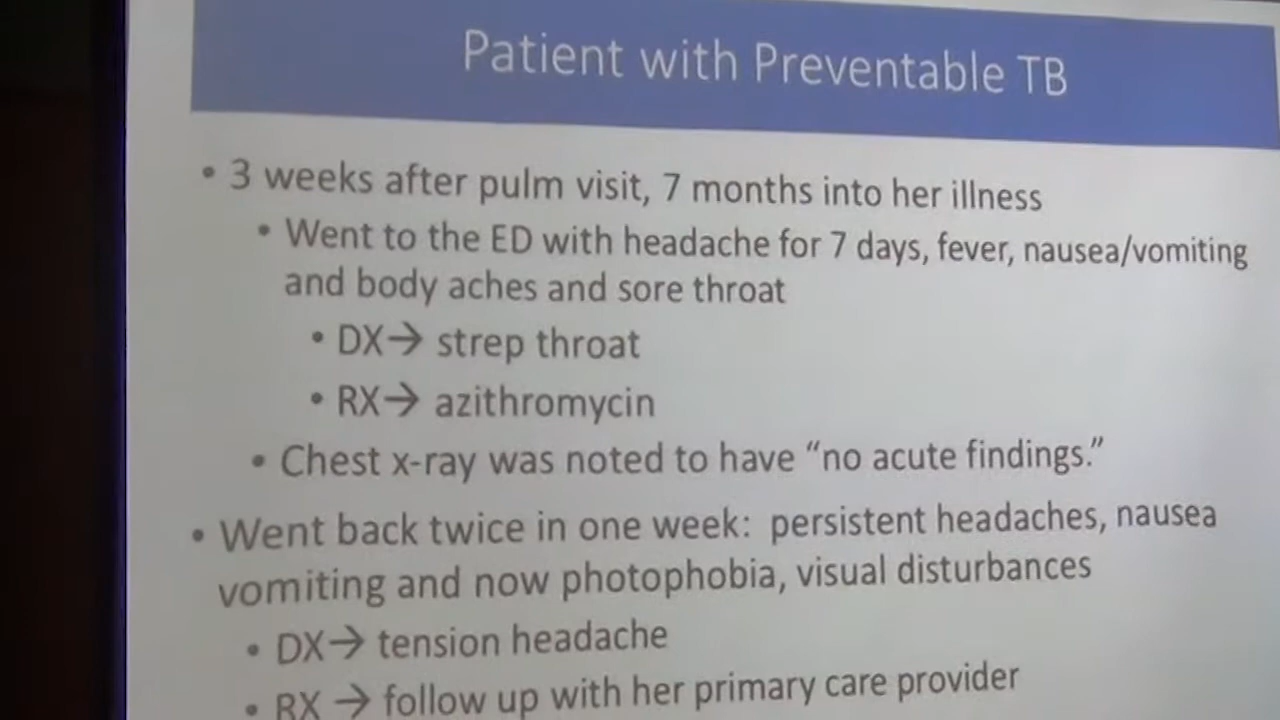 Patient with Preventable TB
• 3 weeks after pulm visit, 7 months into her illness
• Went to the ED with headache for 7 days, fever, nausea/vomiting
and body aches and sore throat
• DX→ strep throat
• RX→ azithromycin
• Chest x-ray was noted to have “no acute findings.”
• Went back twice in one week: persistent headaches, nausea
vomiting and now photophobia, visual disturbances
• DX→ tension headache
• RX → follow up with her primary care provider